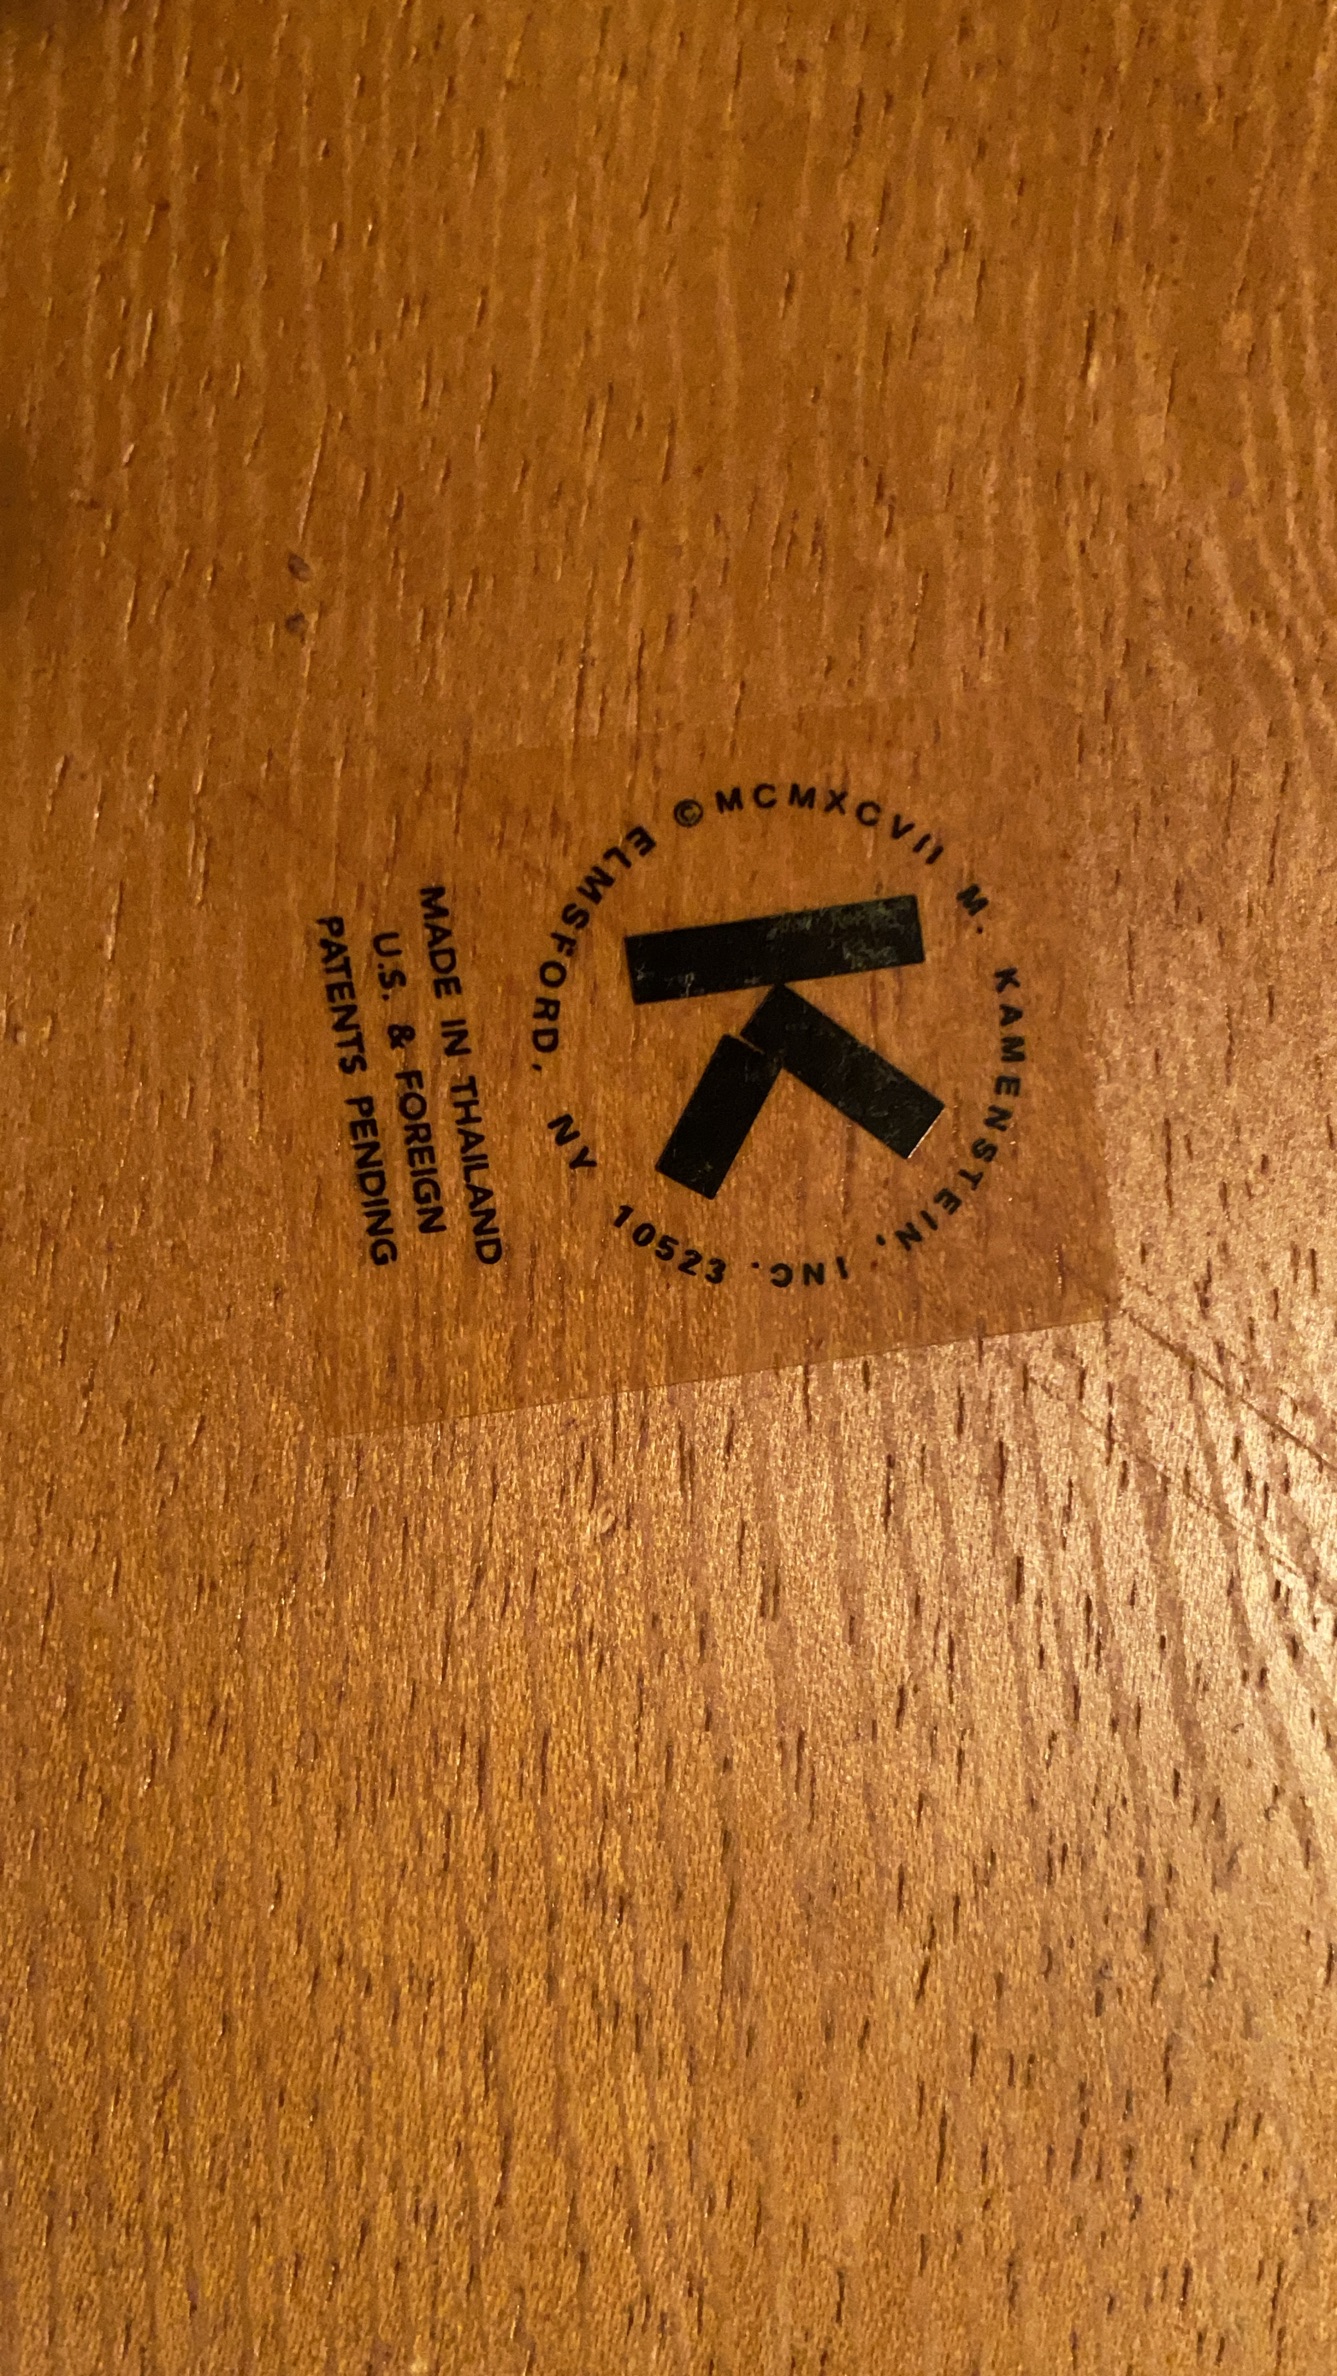 © MCMXCVII M. KAMENSTEIN, INC.
ELMSFORD, NY 10523
K
MADE IN THAILAND
U.S. & FOREIGN
PATENTS PENDING